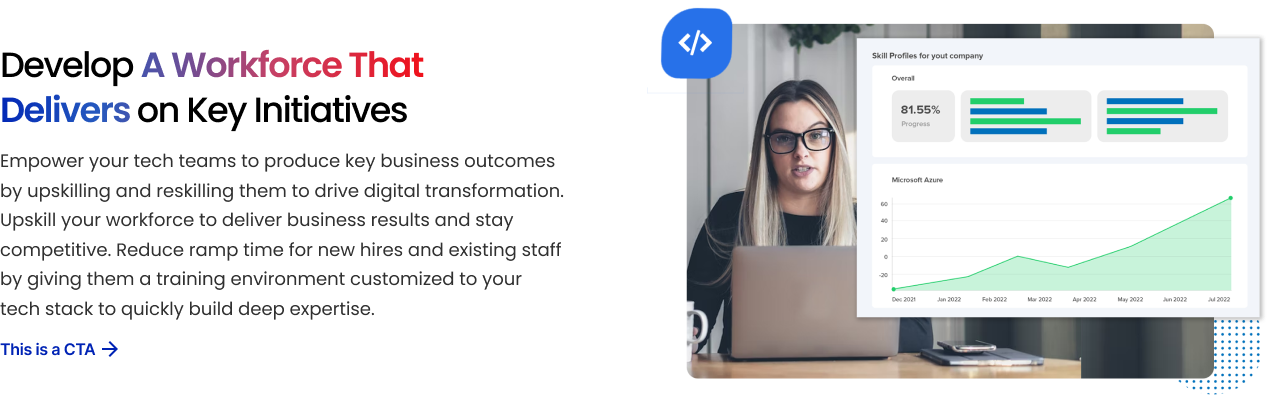 Develop A Workforce That
Delivers on Key Initiatives
Empower your tech teams to produce key business outcomes
by upskilling and reskilling them to drive digital transformation.
Upskill your workforce to deliver business results and stay
competitive. Reduce ramp time for new hires and existing staff
by giving them a training environment customized to your
tech stack to quickly build deep expertise.
This is a CTA →
</>
Skill Profiles for yout company
Overall
81.55%
Progress
Microsoft Azure
60
40
20
0
-20
Dec 2021 Jan 2022 Feb 2022 Mar 2022 Apr 2022 May 2022 Jun 2022 Jul 2022